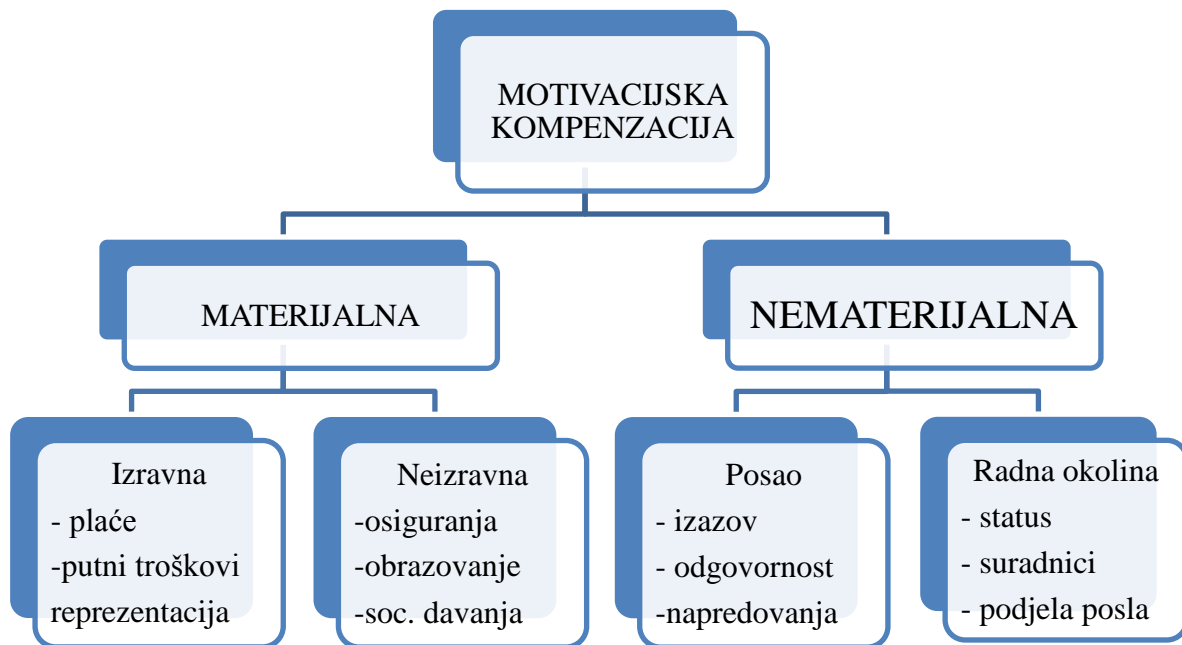 MOTIVACIJSKA
KOMPENZACIJA
MATERIJALNA
NEMATERIJALNA
Izravna
- plaće
-putni troškovi
reprezentacija
Neizravna
-osiguranja
-obrazovanje
-soc. davanja
Posao
- izazov
- odgovornost
-napredovanja
Radna okolina
- status
- suradnici
- podjela posla